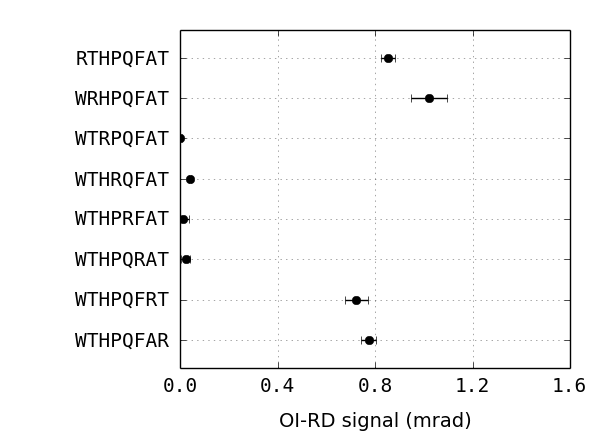 RTHPQFAT
WRHPQFAT
WTRPQFAT
WTHRQFAT
WTHPRFAT
WTHPQRAT
WTHPQFRT
WTHPQFAR
0.0 0.4 0.8 1.2 1.6
OI-RD signal (mrad)